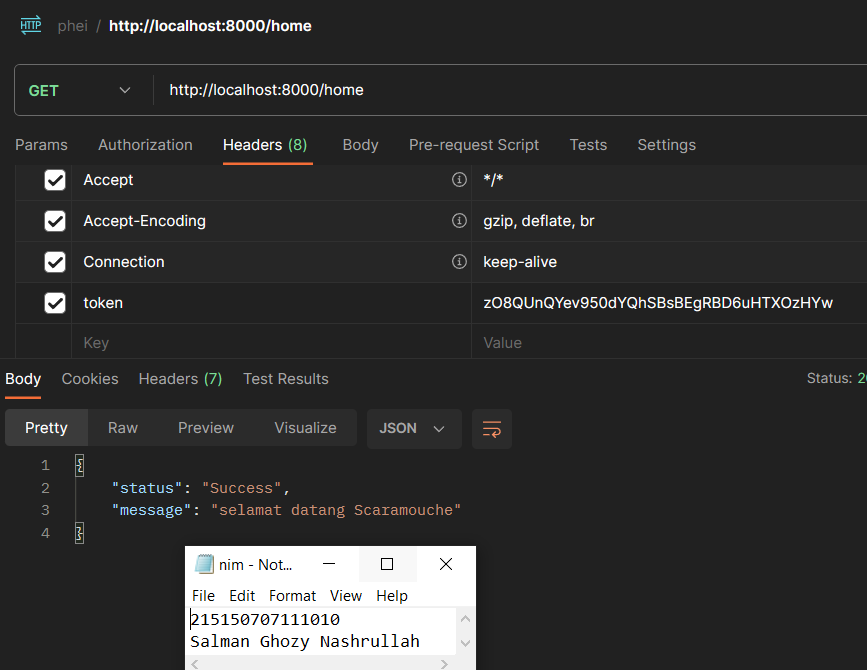 HTTP phei / http://localhost:8000/home
GET http://localhost:8000/home
Params Authorization Headers (8) Body Pre-request Script Tests Settings
Accept */*
Accept-Encoding gzip, deflate, br
Connection keep-alive
token zO8QUnQYev950dYQhSBsBEgRBD6uHTXOzHYw
Key Value
Body Cookies Headers (7) Test Results Status: 2
Pretty Raw Preview Visualize JSON
1 {
2 "status": "Success",
3 "message": "selamat datang Scaramouche"
4 }
nim - Not...
File Edit Format View Help
215150707111010
Salman Ghozy Nashrullah